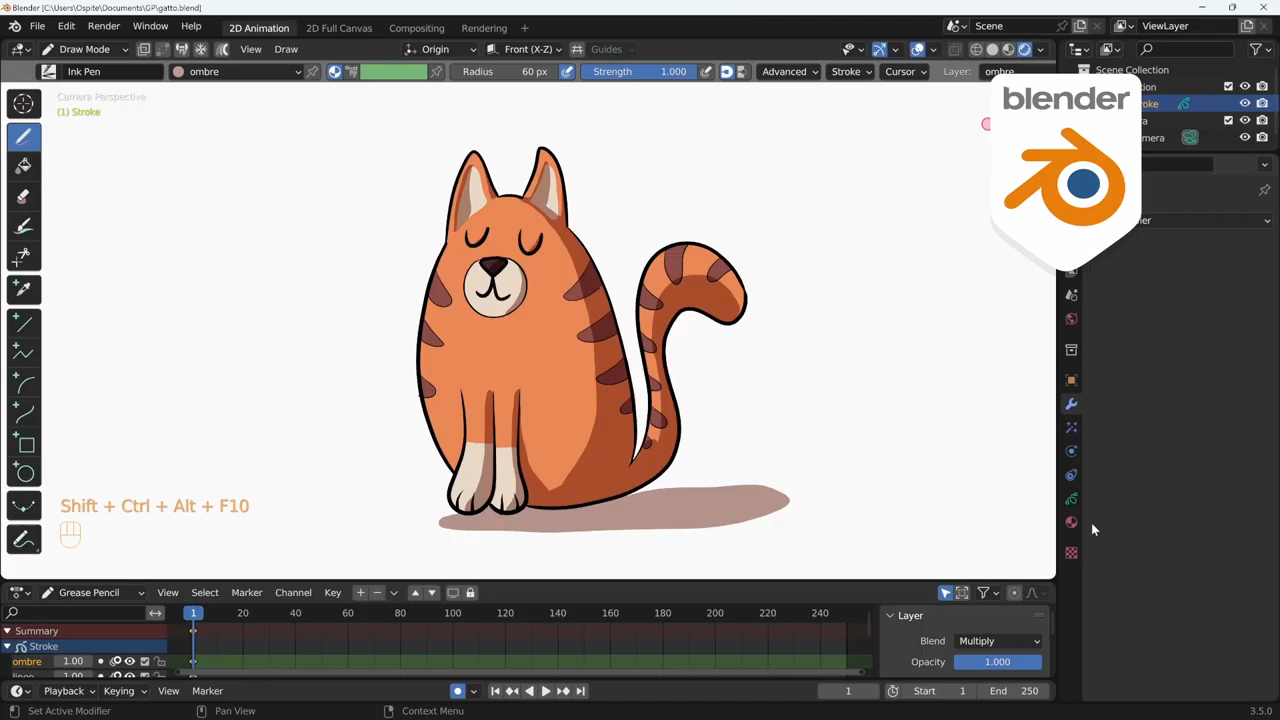 Blender [C:\Users\Ospite\Documents\GP\gatto.blend]
File Edit Render Window Help 2D Animation 2D Full Canvas Compositing Rendering + Scene ViewLayer
Draw Mode View Draw Origin Front (X-Z) Guides
Ink Pen ombre Radius 60 px Strength 1.000 Advanced Stroke Cursor Layer: ombre
Scene Collection
Camera Perspective
(1) Stroke
blender
Shift + Ctrl + Alt + F10
Grease Pencil View Select Marker Channel Key
1 20 40 60 80 100 120 140 160 180 200 220 240
Layer
Summary
Stroke
Blend Multiply
ombre 1.00
Opacity 1.000
Playback Keying View Marker 1 Start 1 End 250
Set Active Modifier Pan View Context Menu 3.5.0